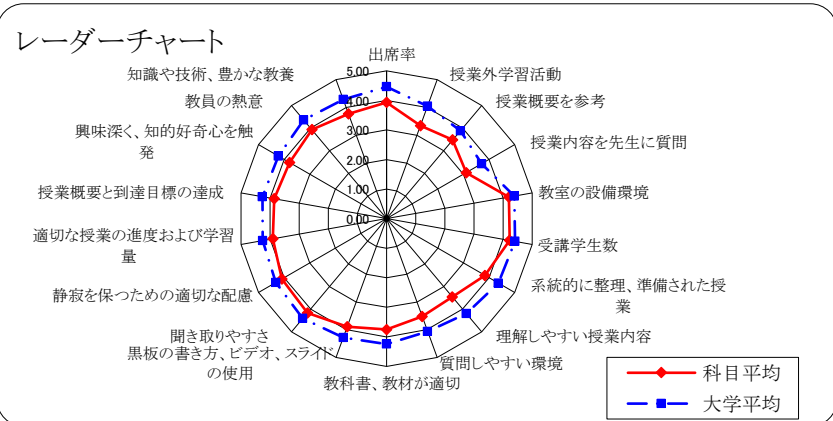 レーダーチャート
出席率
授業外学習活動
授業概要を参考
授業内容を先生に質問
教室の設備環境
受講学生数
系統的に整理、準備された授
業
理解しやすい授業内容
質問しやすい環境
教科書、教材が適切
黒板の書き方、ビデオ、スライド
の使用
聞き取りやすさ
静寂を保つための適切な配慮
適切な授業の進度および学習
量
授業概要と到達目標の達成
興味深く、知的好奇心を触
発
教員の熱意
知識や技術、豊かな教養
5.00
4.00
3.00
2.00
1.00
0.00
科目平均
大学平均